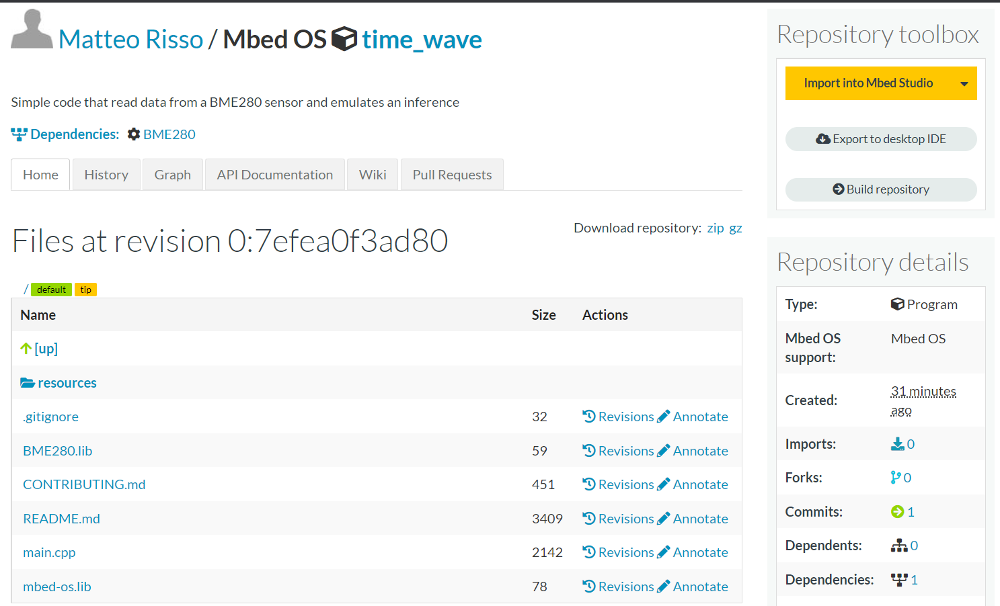 Matteo Risso / Mbed OS time_wave
Simple code that read data from a BME280 sensor and emulates an inference
Dependencies: BME280
Home History Graph API Documentation Wiki Pull Requests
Files at revision 0:7efea0f3ad80
Download repository: zip gz
/ default tip
Name Size Actions
[up]
resources
.gitignore 32 Revisions Annotate
BME280.lib 59 Revisions Annotate
CONTRIBUTING.md 451 Revisions Annotate
README.md 3409 Revisions Annotate
main.cpp 2142 Revisions Annotate
mbed-os.lib 78 Revisions Annotate
Repository toolbox
Import into Mbed Studio
Export to desktop IDE
Build repository
Repository details
Type: Program
Mbed OS support: Mbed OS
Created: 31 minutes ago
Imports: 0
Forks: 0
Commits: 1
Dependents: 0
Dependencies: 1